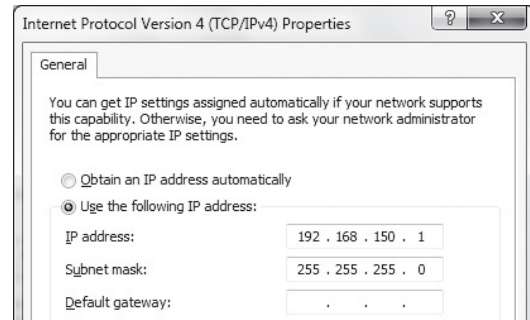 Internet Protocol Version 4 (TCP/IPv4) Properties ? X
General
You can get IP settings assigned automatically if your network supports
this capability. Otherwise, you need to ask your network administrator
for the appropriate IP settings.
Obtain an IP address automatically
Use the following IP address:
IP address: 192 . 168 . 150 . 1
Subnet mask: 255 . 255 . 255 . 0
Default gateway: . . .